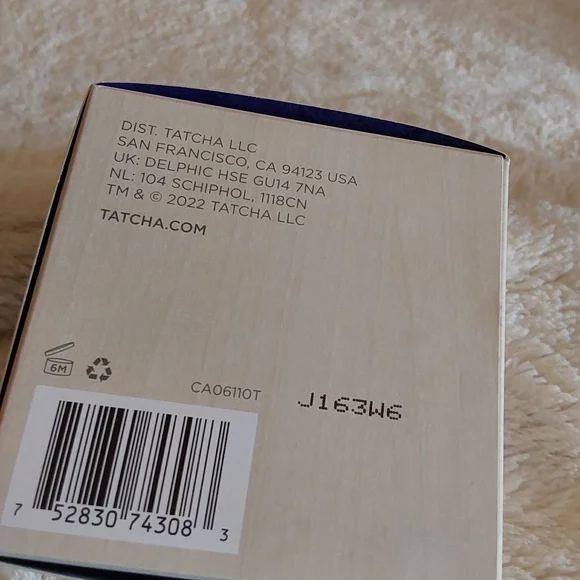 DIST. TATCHA LLC
SAN FRANCISCO, CA 94123 USA
UK: DELPHIC HSE GU14 7NA
NL: 104 SCHIPHOL, 1118CN
TM & © 2022 TATCHA LLC
TATCHA.COM
6M
CA06110T
J163W6
7 52830 74308 3